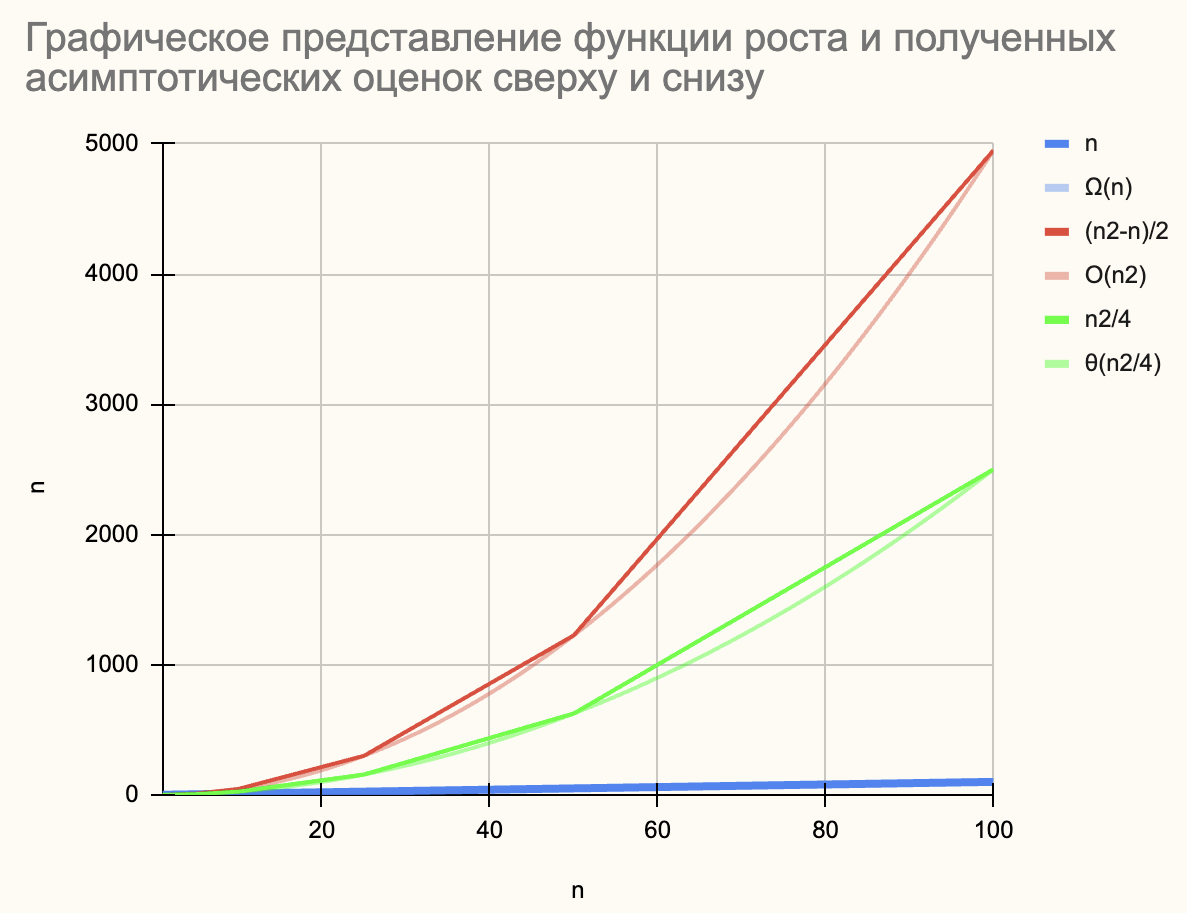 Графическое представление функции роста и полученных
асимптотических оценок сверху и снизу
5000
4000
3000
2000
1000
0
n
20 40 60 80 100
n
n
Ω(n)
(n2-n)/2
O(n2)
n2/4
θ(n2/4)